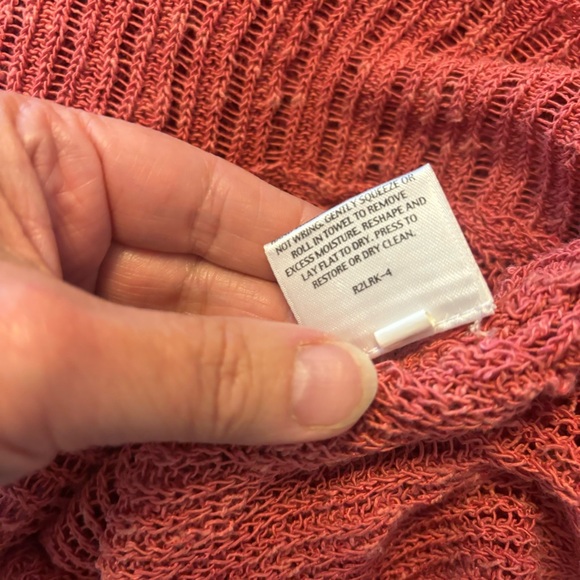 NOT WRING. GENTLY SQUEEZE OR
ROLL IN TOWEL TO REMOVE
EXCESS MOISTURE. RESHAPE AND
LAY FLAT TO DRY. PRESS TO
RESTORE OR DRY CLEAN.
R2LRK-4